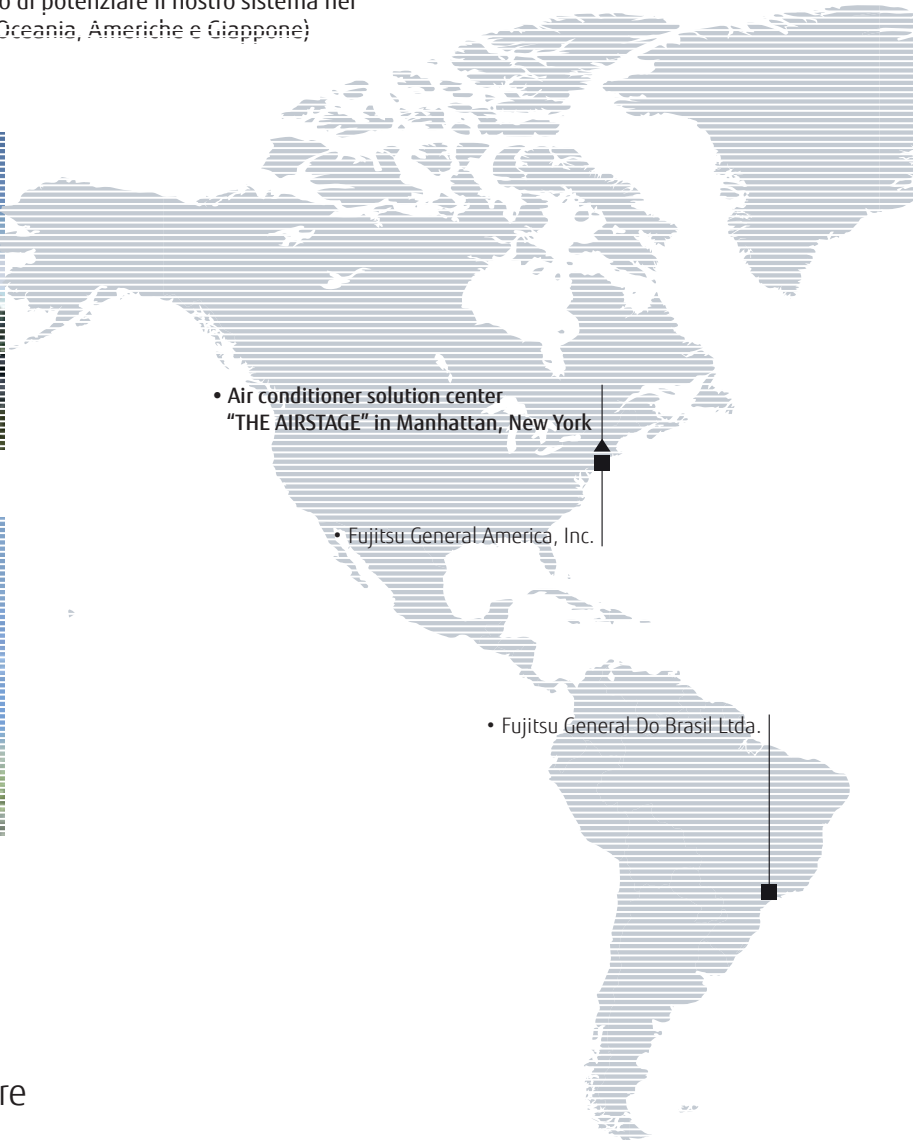 di potenziare il nostro sistema nel
Oceania, Americhe e Giappone)
• Air conditioner solution center
“THE AIRSTAGE” in Manhattan, New York
• Fujitsu General America, Inc.
• Fujitsu General Do Brasil Ltda.
re